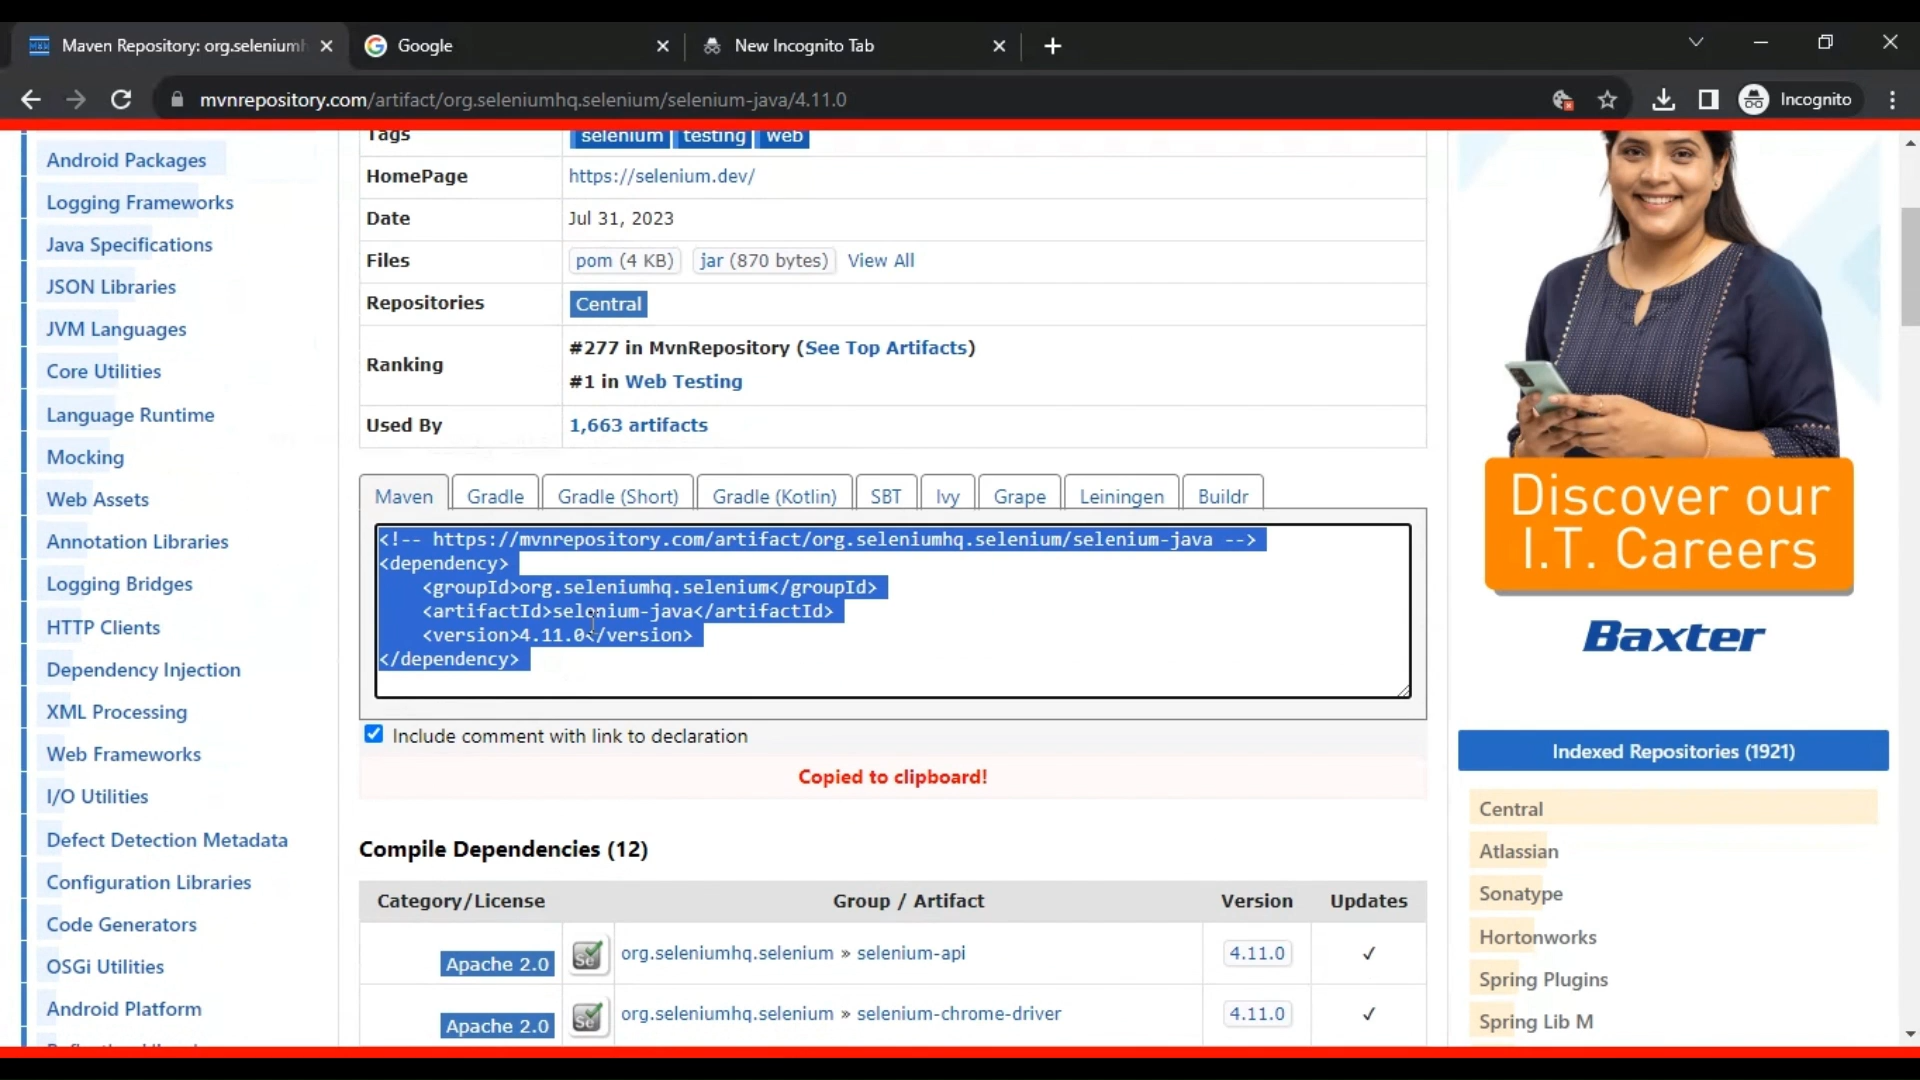 Maven Repository: org.seleniumh
Google
New Incognito Tab
mvnrepository.com/artifact/org.seleniumhq.selenium/selenium-java/4.11.0
Incognito
Android Packages
Logging Frameworks
Java Specifications
JSON Libraries
JVM Languages
Core Utilities
Language Runtime
Mocking
Web Assets
Annotation Libraries
Logging Bridges
HTTP Clients
Dependency Injection
XML Processing
Web Frameworks
I/O Utilities
Defect Detection Metadata
Configuration Libraries
Code Generators
OSGi Utilities
Android Platform
Tags selenium testing web
HomePage https://selenium.dev/
Date Jul 31, 2023
Files pom (4 KB) jar (870 bytes) View All
Repositories Central
Ranking #277 in MvnRepository (See Top Artifacts)
#1 in Web Testing
Used By 1,663 artifacts
Maven Gradle Gradle (Short) Gradle (Kotlin) SBT Ivy Grape Leiningen Buildr
<!-- https://mvnrepository.com/artifact/org.seleniumhq.selenium/selenium-java -->
<dependency>
<groupId>org.seleniumhq.selenium</groupId>
<artifactId>selenium-java</artifactId>
<version>4.11.0</version>
</dependency>
Include comment with link to declaration
Copied to clipboard!
Compile Dependencies (12)
Category/License Group / Artifact Version Updates
Apache 2.0 Se org.seleniumhq.selenium » selenium-api 4.11.0 ✓
Apache 2.0 Se org.seleniumhq.selenium » selenium-chrome-driver 4.11.0 ✓
Discover our
I.T. Careers
Baxter
Indexed Repositories (1921)
Central
Atlassian
Sonatype
Hortonworks
Spring Plugins
Spring Lib M